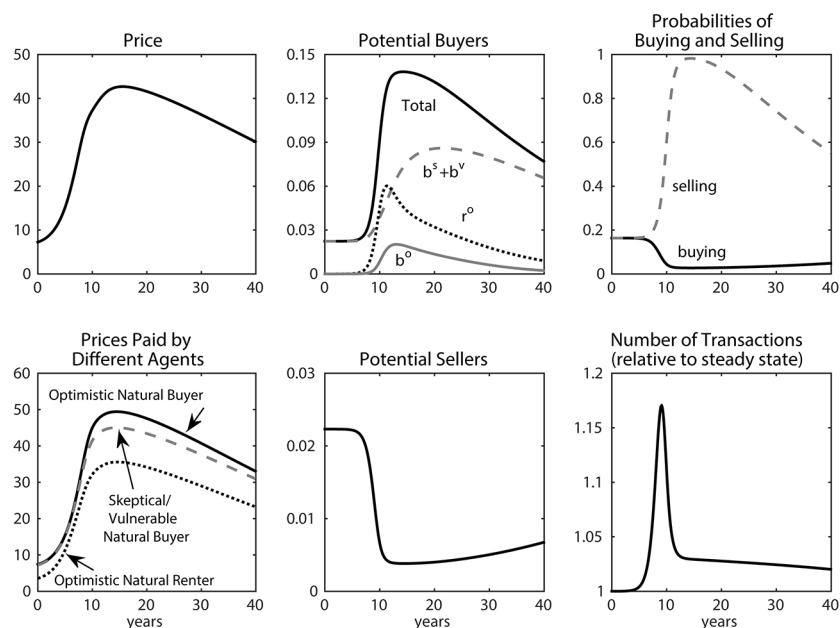 Price
50
40
30
20
10
0
0 10 20 30 40
Potential Buyers
0.15
0.12
0.09
0.06
0.03
0
Total
bˢ+bᵛ
rᵒ
bᵒ
0 10 20 30 40
Probabilities of
Buying and Selling
1
0.8
0.6
0.4
0.2
0
selling
buying
0 10 20 30 40
Prices Paid by
Different Agents
60
50
40
30
20
10
0
Optimistic Natural Buyer
Skeptical/
Vulnerable
Natural Buyer
Optimistic Natural Renter
0 10 20 30 40
years
Potential Sellers
0.03
0.02
0.01
0
0 10 20 30 40
years
Number of Transactions
(relative to steady state)
1.2
1.15
1.1
1.05
1
0 10 20 30 40
years